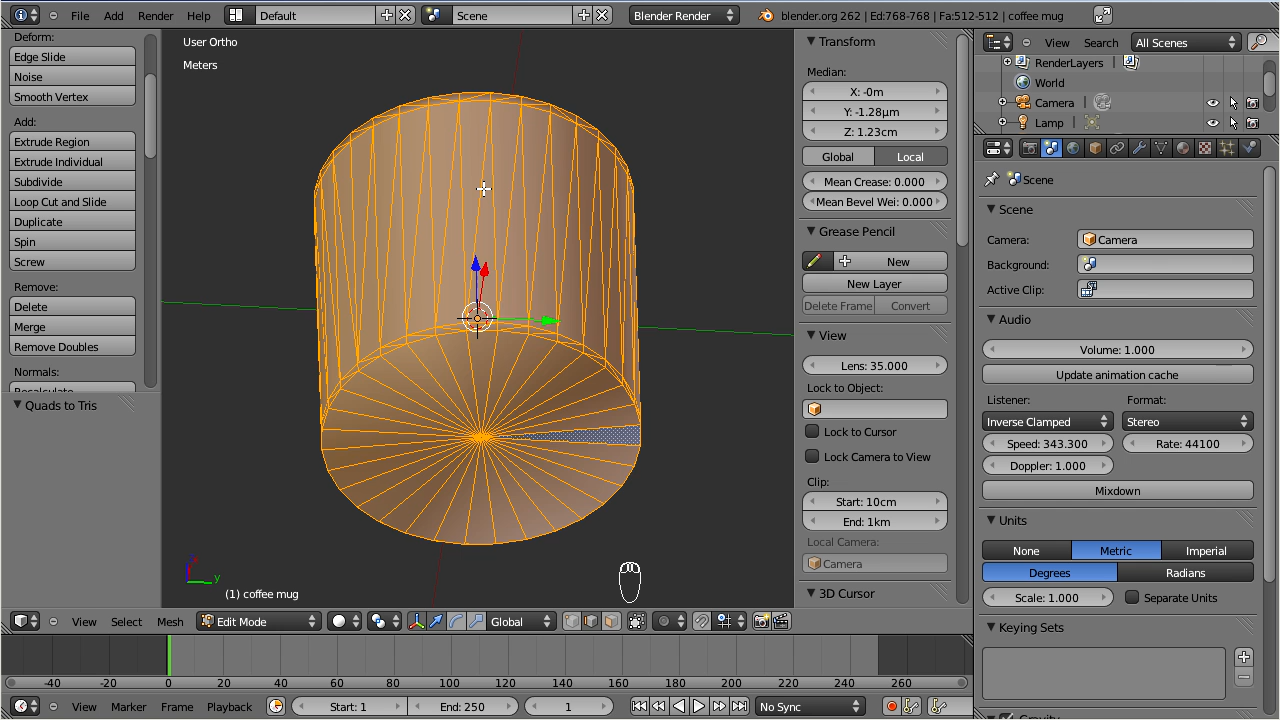 File Add Render Help Default Scene Blender Render blender.org 262 | Ed:768-768 | Fa:512-512 | coffee mug
Deform:
Edge Slide
Noise
Smooth Vertex
Add:
Extrude Region
Extrude Individual
Subdivide
Loop Cut and Slide
Duplicate
Spin
Screw
Remove:
Delete
Merge
Remove Doubles
Normals:
Quads to Tris
User Ortho
Meters
y
(1) coffee mug
Transform
Median:
X: -0m
Y: -1.28µm
Z: 1.23cm
Global Local
Mean Crease: 0.000
Mean Bevel Wei: 0.000
Grease Pencil
New
New Layer
Delete Frame Convert
View
Lens: 35.000
Lock to Object:
Lock to Cursor
Lock Camera to View
Clip:
Start: 10cm
End: 1km
Local Camera:
Camera
3D Cursor
View Search All Scenes
RenderLayers |
World
Camera |
Lamp |
Scene
Scene
Camera: Camera
Background:
Active Clip:
Audio
Volume: 1.000
Update animation cache
Listener: Format:
Inverse Clamped Stereo
Speed: 343.300 Rate: 44100
Doppler: 1.000
Mixdown
Units
None Metric Imperial
Degrees Radians
Scale: 1.000 Separate Units
Keying Sets
View Select Mesh Edit Mode Global
-40 -20 0 20 40 60 80 100 120 140 160 180 200 220 240 260
View Marker Frame Playback Start: 1 End: 250 1 No Sync